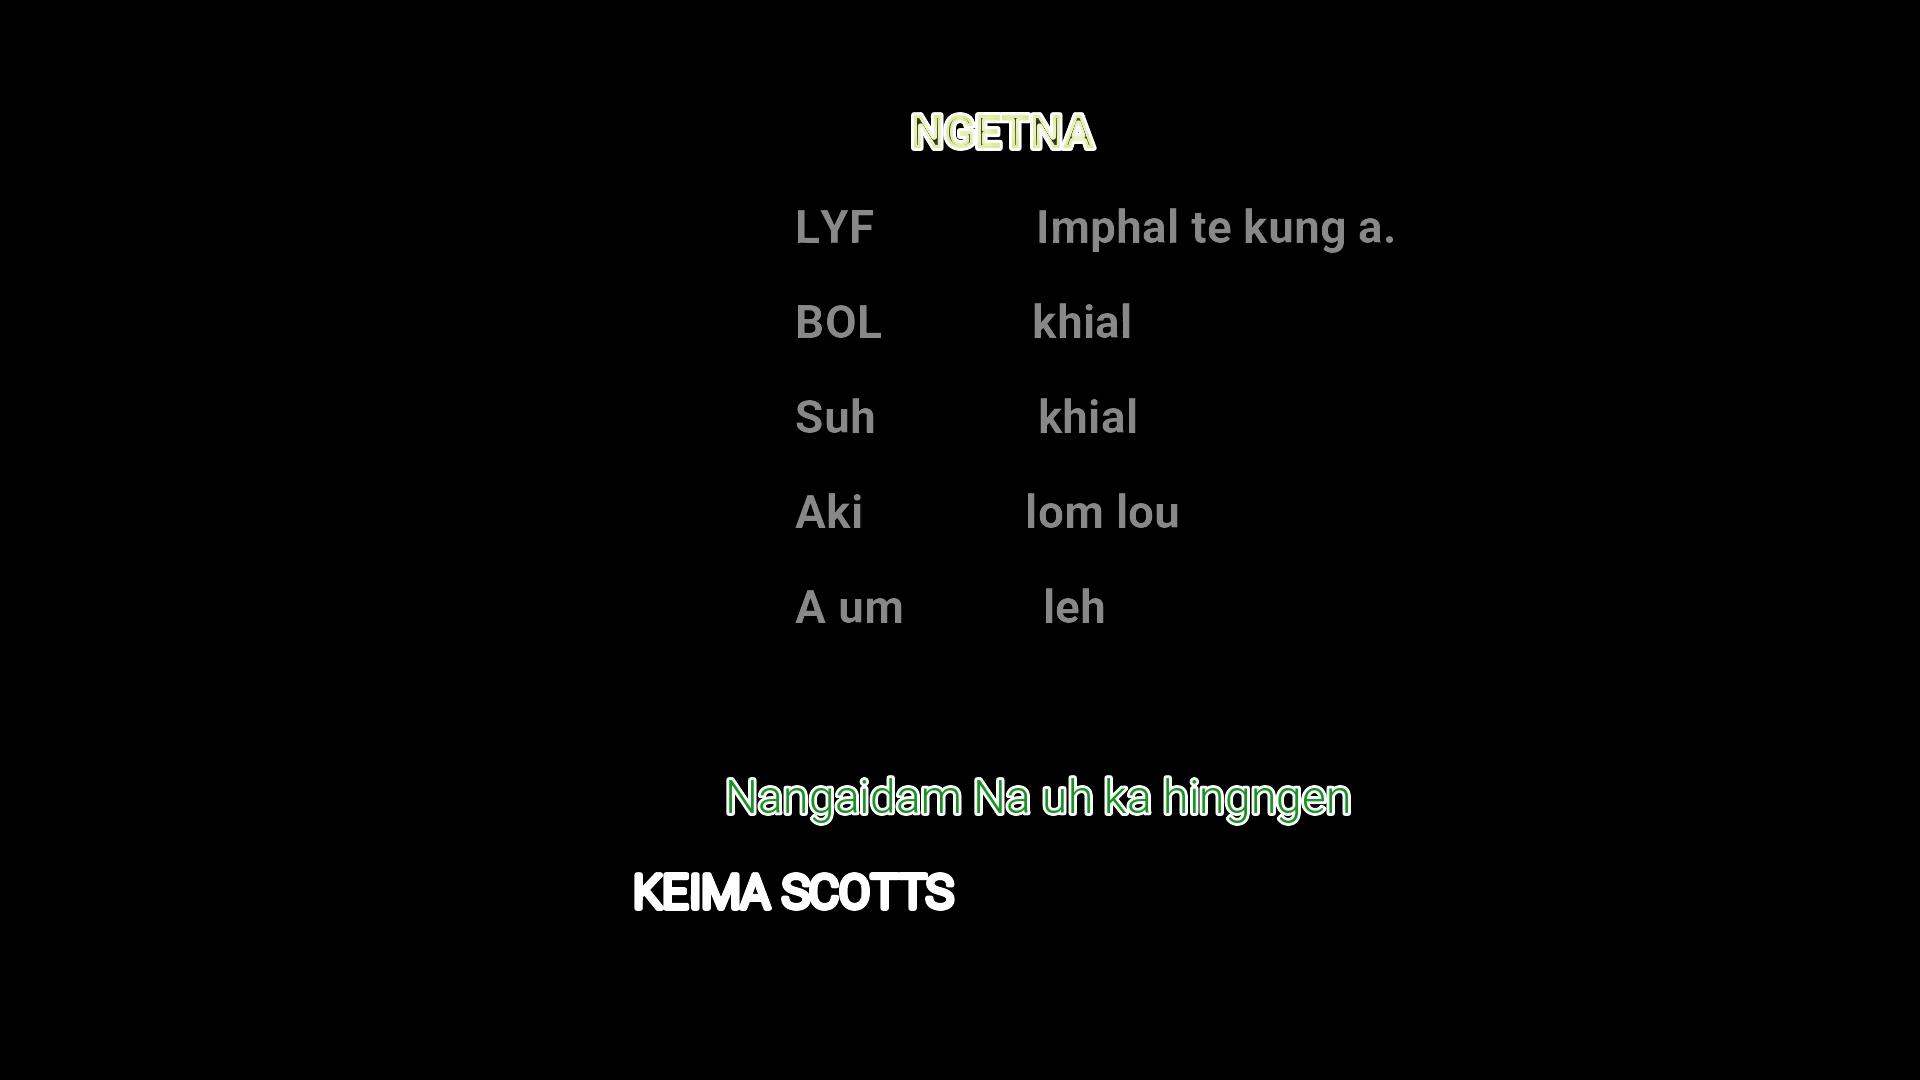 NGETNA
LYF Imphal te kung a.
BOL khial
Suh khial
Aki lom lou
A um leh
Nangaidam Na uh ka hingngen
KEIMA SCOTTS